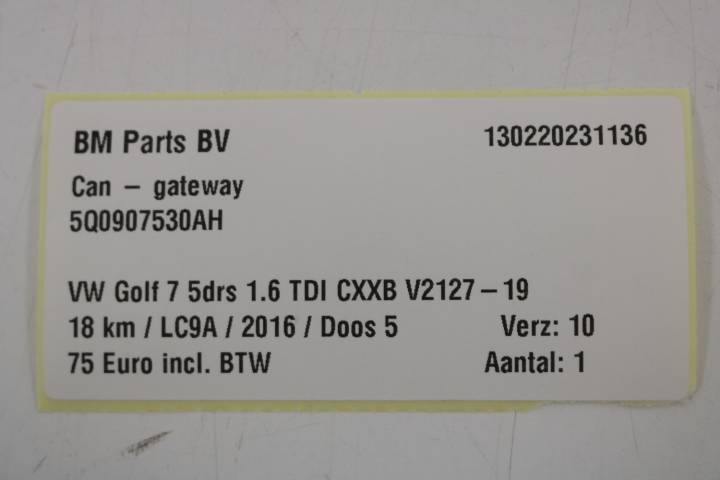 BM Parts BV 130220231136
Can – gateway
5Q0907530AH
VW Golf 7 5drs 1.6 TDI CXXB V2127 – 19
18 km / LC9A / 2016 / Doos 5 Verz: 10
75 Euro incl. BTW Aantal: 1